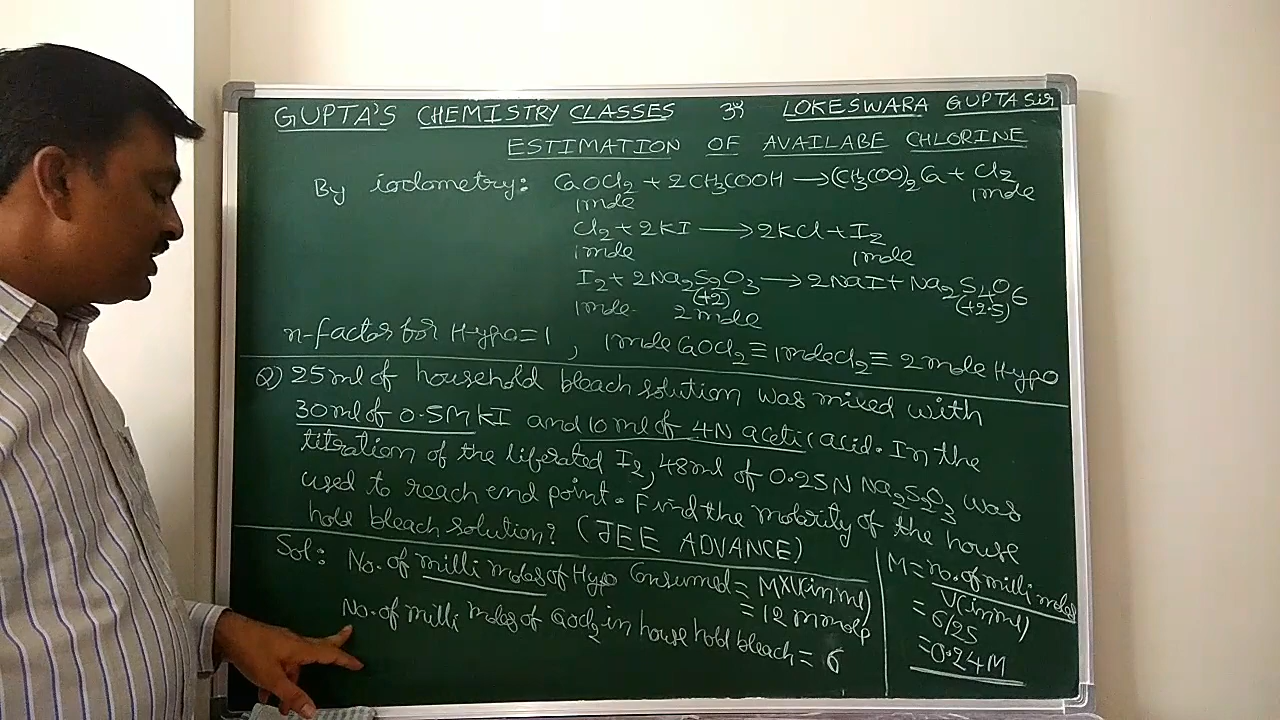 GUPTA'S CHEMISTRY CLASSES BY LOKESWARA GUPTA Sir
ESTIMATION OF AVAILABE CHLORINE
By iodometry: CaOCl2 + 2CH3COOH → (CH3COO)2Ca + Cl2
1mole 1mole
Cl2 + 2KI → 2KCl + I2
1mole 1mole
I2 + 2Na2S2O3 → 2NaI + Na2S4O6
(+2) (+2.5)
1mole 2mole
n-factor for Hypo=1, 1mole CaOCl2 ≡ 1mole Cl2 ≡ 2mole Hypo
Q) 25ml of household bleach solution was mixed with
30ml of 0.5M KI and 10ml of 4N acetic acid. In the
titration of the liberated I2, 48ml of 0.25N Na2S2O3 was
used to reach end point. Find the molarity of the house
hold bleach solution? (JEE ADVANCE)
Sol: No. of milli moles of Hypo Consumed = M×V(in ml)
= 12 mmole
No. of milli moles of CaOCl2 in household bleach = 6
M = no. of milli moles
V(in ml)
= 6/25
= 0.24M